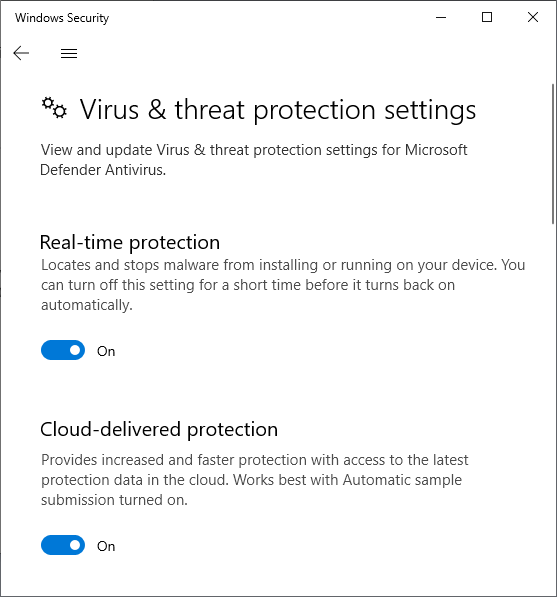 Windows Security
Virus & threat protection settings
View and update Virus & threat protection settings for Microsoft
Defender Antivirus.
Real-time protection
Locates and stops malware from installing or running on your device. You
can turn off this setting for a short time before it turns back on
automatically.
On
Cloud-delivered protection
Provides increased and faster protection with access to the latest
protection data in the cloud. Works best with Automatic sample
submission turned on.
On